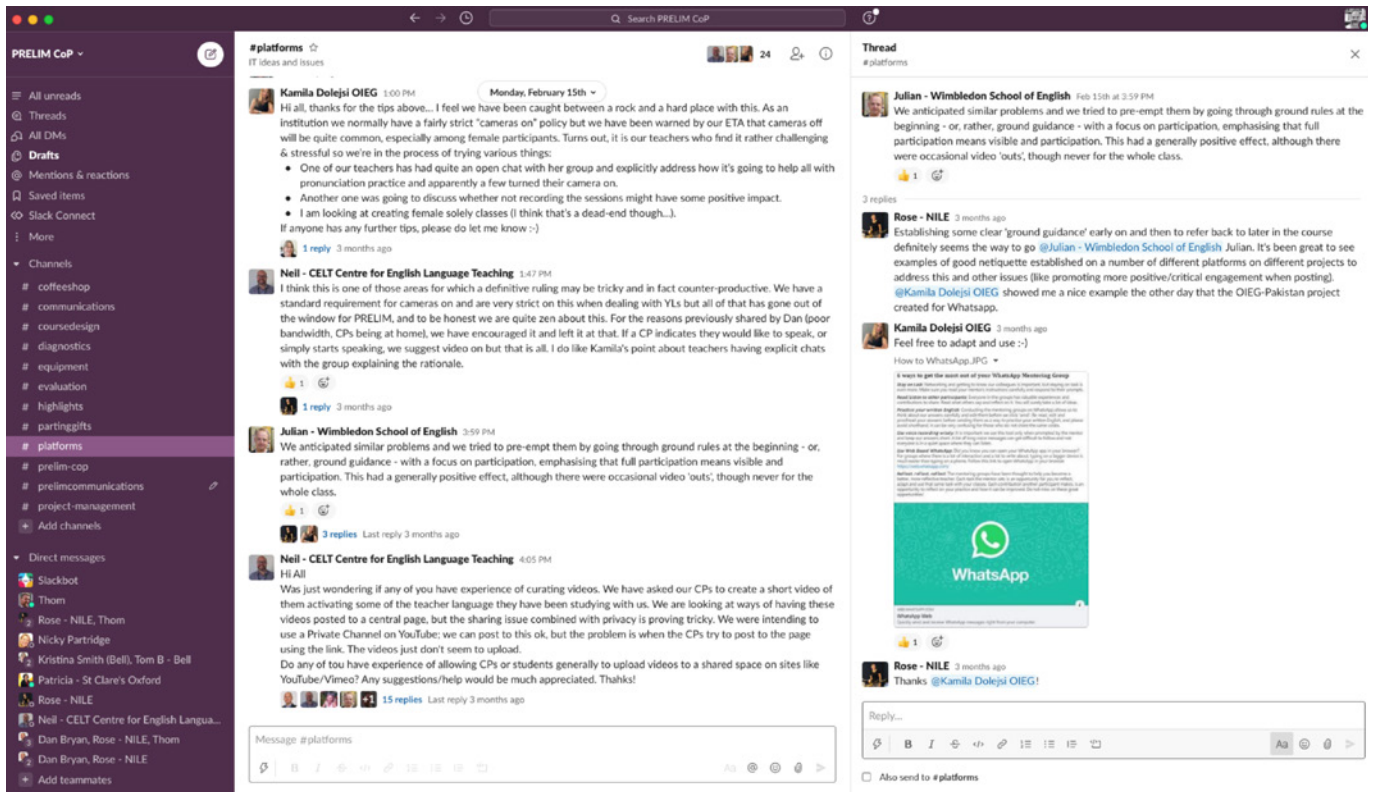 Search PRELIM CoP
PRELIM CoP
All unreads
Threads
All DMs
Drafts
Mentions & reactions
Saved items
Slack Connect
More
Channels
# coffeeshop
# communications
# coursedesign
# diagnostics
# equipment
# evaluation
# highlights
# partinggifts
# platforms
# prelim-cop
# prelimcommunications
# project-management
+ Add channels
Direct messages
Slackbot
Thom
Rose - NILE, Thom
Nicky Partridge
Kristina Smith (Bell), Tom B - Bell
Patricia - St Clare's Oxford
Rose - NILE
Neil - CELT Centre for English Langua...
Dan Bryan, Rose - NILE, Thom
Dan Bryan, Rose - NILE
+ Add teammates
#platforms
IT ideas and issues
24
Monday, February 15th
Kamila Dolejsi OIEG 1:00 PM
Hi all, thanks for the tips above... I feel we have been caught between a rock and a hard place with this. As an
institution we normally have a fairly strict "cameras on" policy but we have been warned by our ETA that cameras off
will be quite common, especially among female participants. Turns out, it is our teachers who find it rather challenging
& stressful so we're in the process of trying various things:
• One of our teachers has had quite an open chat with her group and explicitly address how it's going to help all with
pronunciation practice and apparently a few turned their camera on.
• Another one was going to discuss whether not recording the sessions might have some positive impact.
• I am looking at creating female solely classes (I think that's a dead-end though...).
If anyone has any further tips, please do let me know :-)
1 reply 3 months ago
Neil - CELT Centre for English Language Teaching 1:47 PM
I think this is one of those areas for which a definitive ruling may be tricky and in fact counter-productive. We have a
standard requirement for cameras on and are very strict on this when dealing with YLs but all of that has gone out of
the window for PRELIM, and to be honest we are quite zen about this. For the reasons previously shared by Dan (poor
bandwidth, CPs being at home), we have encouraged it and left it at that. If a CP indicates they would like to speak, or
simply starts speaking, we suggest video on but that is all. I do like Kamila's point about teachers having explicit chats
with the group explaining the rationale.
1
1 reply 3 months ago
Julian - Wimbledon School of English 3:59 PM
We anticipated similar problems and we tried to pre-empt them by going through ground rules at the beginning - or,
rather, ground guidance - with a focus on participation, emphasising that full participation means visible and
participation. This had a generally positive effect, although there were occasional video 'outs', though never for the
whole class.
1
3 replies Last reply 3 months ago
Neil - CELT Centre for English Language Teaching 4:05 PM
Hi All
Was just wondering if any of you have experience of curating videos. We have asked our CPs to create a short video of
them activating some of the teacher language they have been studying with us. We are looking at ways of having these
videos posted to a central page, but the sharing issue combined with privacy is proving tricky. We were intending to
use a Private Channel on YouTube; we can post to this ok, but the problem is when the CPs try to post to the page
using the link. The videos just don't seem to upload.
Do any of tou have experience of allowing CPs or students generally to upload videos to a shared space on sites like
YouTube/Vimeo? Any suggestions/help would be much appreciated. Thahks!
+1 15 replies Last reply 3 months ago
Message #platforms
Thread
#platforms
Julian - Wimbledon School of English Feb 15th at 3:59 PM
We anticipated similar problems and we tried to pre-empt them by going through ground rules at the
beginning - or, rather, ground guidance - with a focus on participation, emphasising that full
participation means visible and participation. This had a generally positive effect, although there
were occasional video 'outs', though never for the whole class.
1
3 replies
Rose - NILE 3 months ago
Establishing some clear 'ground guidance' early on and then to refer back to later in the course
definitely seems the way to go @Julian - Wimbledon School of English Julian. It's been great to see
examples of good netiquette established on a number of different platforms on different projects to
address this and other issues (like promoting more positive/critical engagement when posting).
@Kamila Dolejsi OIEG showed me a nice example the other day that the OIEG-Pakistan project
created for Whatsapp.
Kamila Dolejsi OIEG 3 months ago
Feel free to adapt and use :-)
How to WhatsApp.JPG
6 ways to get the most out of your WhatsApp Mentoring Group
WhatsApp
WhatsApp Web
1
Rose - NILE 3 months ago
Thanks @Kamila Dolejsi OIEG!
Reply...
B I
Aa
Also send to #platforms